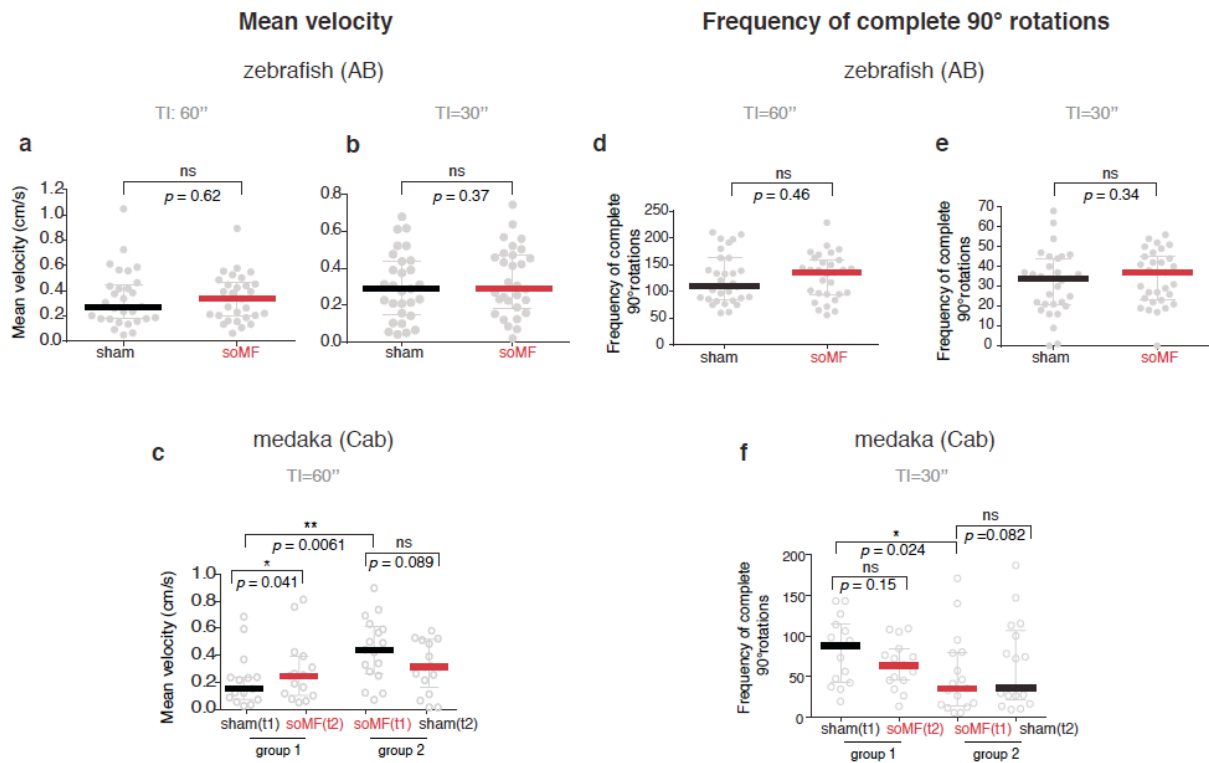 Mean velocity
zebrafish (AB)
TI: 60”
a
ns
p = 0.62
Mean velocity (cm/s)
1.2
1.0
0.8
0.6
0.4
0.2
0.0
sham
soMF
TI=30”
b
ns
p = 0.37
0.8
0.6
0.4
0.2
0.0
sham
soMF
Frequency of complete 90° rotations
zebrafish (AB)
TI=60”
d
ns
p = 0.46
Frequency of complete
90°rotations
250
200
150
100
50
0
sham
soMF
TI=30”
e
ns
p = 0.34
Frequency of complete
90°rotations
70
60
50
40
30
20
10
0
sham
soMF
medaka (Cab)
c
TI=60”
**
p = 0.0061
*
p = 0.041
ns
p = 0.089
Mean velocity (cm/s)
1.0
0.8
0.6
0.4
0.2
0.0
sham(t1) soMF(t2) soMF(t1) sham(t2)
group 1 group 2
medaka (Cab)
f
TI=30”
*
p = 0.024
ns
p = 0.15
ns
p =0.082
Frequency of complete
90°rotations
200
150
100
50
0
sham(t1) soMF(t2) soMF(t1) sham(t2)
group 1 group 2